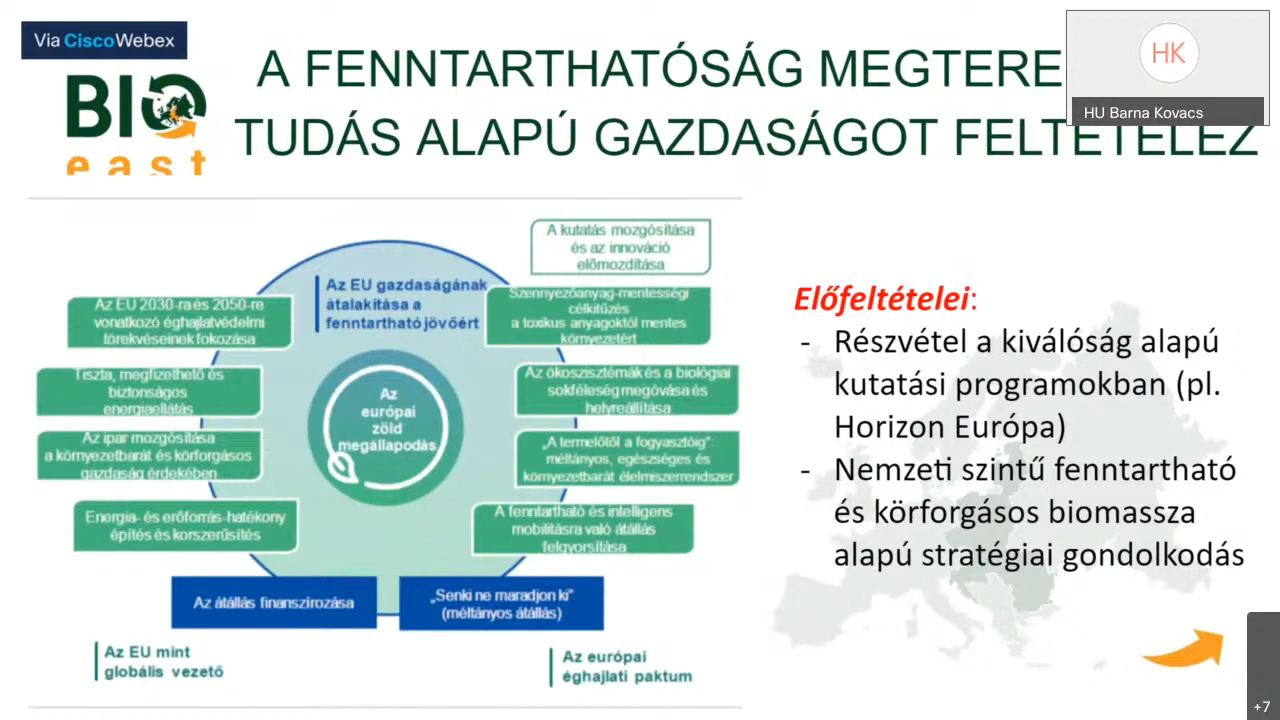 Via Cisco Webex
BIO
east
A FENNTARTHATÓSÁG MEGTERE
TUDÁS ALAPÚ GAZDASÁGOT FELTÉTELEZ
HK
HU Barna Kovacs
A kutatás mozgósítása
és az innováció
előmozdítása
Az EU gazdaságának
átalakítása a
fenntartható jövőért
Az EU 2030-ra és 2050-re
vonatkozó éghajlatvédelmi
törekvéseinek fokozása
Szennyezőanyag-mentességi
célkitűzés
a toxikus anyagoktól mentes
környezetért
Tiszta, megfizethető és
biztonságos
energiaellátás
Az ökoszisztémák és a biológiai
sokféleség megóvása és
helyreállítása
Az
európai
zöld
megállapodás
Az ipar mozgósítása
a környezetbarát és körforgásos
gazdaság érdekében
„A termelőtől a fogyasztóig”:
méltányos, egészséges és
környezetbarát élelmiszerrendszer
Energia- és erőforrás-hatékony
építés és korszerűsítés
A fenntartható és intelligens
mobilitásra való átállás
felgyorsítása
Az átállás finanszírozása
„Senki ne maradjon ki”
(méltányos átállás)
Az EU mint
globális vezető
Az európai
éghajlati paktum
Előfeltételei:
- Részvétel a kiválóság alapú
kutatási programokban (pl.
Horizon Európa)
- Nemzeti szintű fenntartható
és körforgásos biomassza
alapú stratégiai gondolkodás
+7